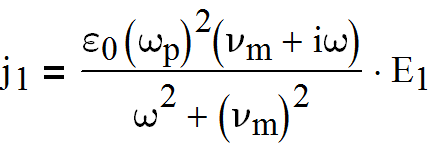 j₁ = (ε₀(ωₚ)²(νₘ + iω)) / (ω² + (νₘ)²) · E₁